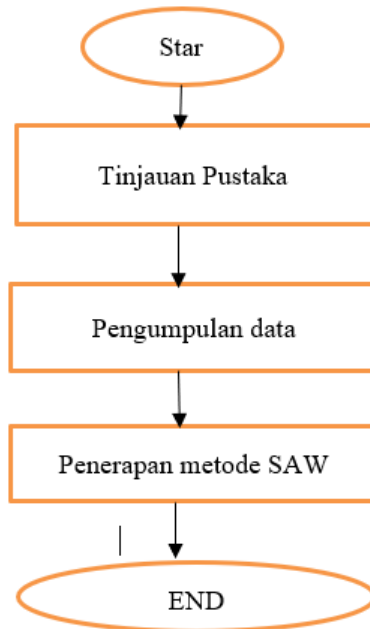 Star
Tinjauan Pustaka
Pengumpulan data
Penerapan metode SAW
END